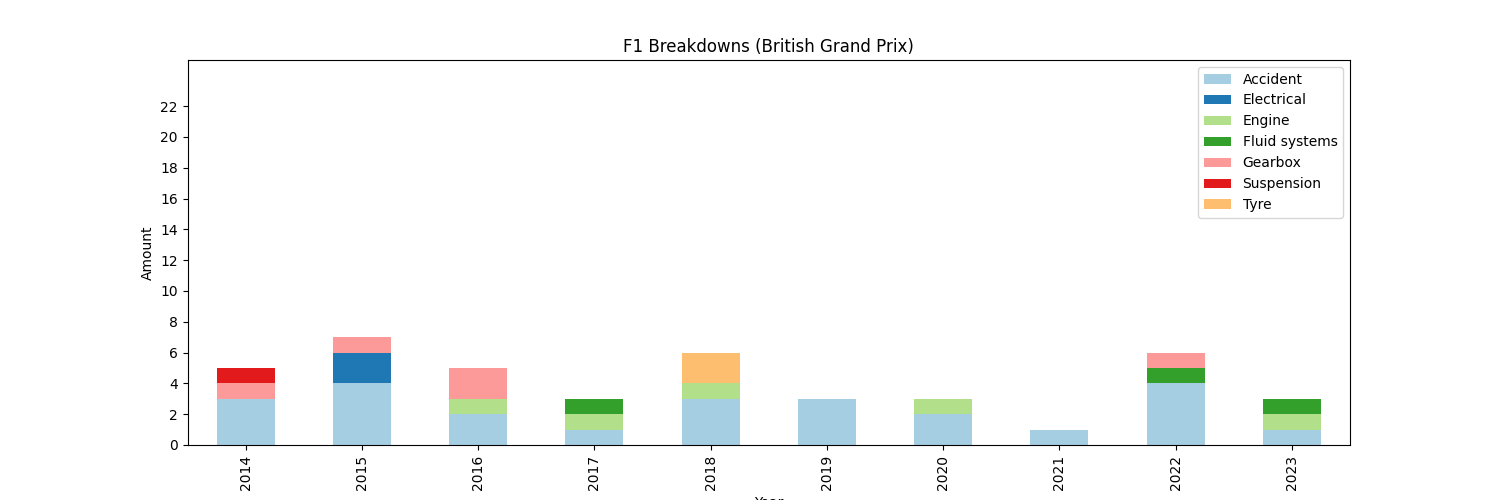 F1 Breakdowns (British Grand Prix)
Accident
Electrical
Engine
Fluid systems
Gearbox
Suspension
Tyre
Amount
22
20
18
16
14
12
10
8
6
4
2
0
2014 2015 2016 2017 2018 2019 2020 2021 2022 2023
Year